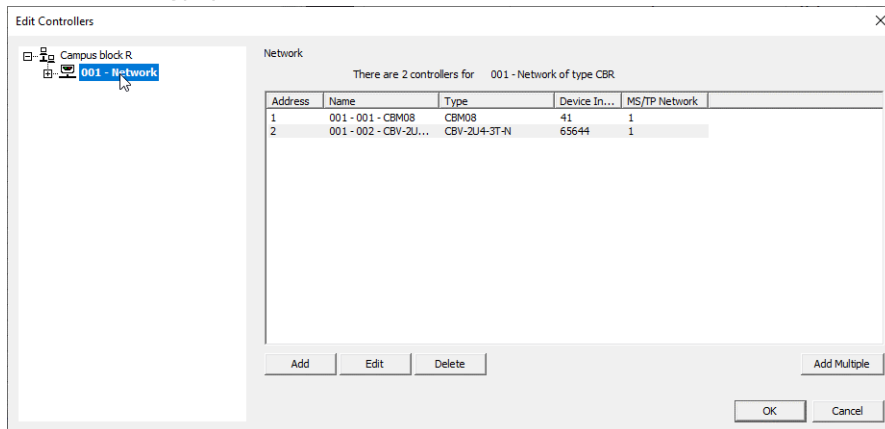 Edit Controllers
Campus block R
001 - Network
Network
There are 2 controllers for 001 - Network of type CBR
Address Name Type Device In... MS/TP Network
1 001 - 001 - CBM08 CBM08 41 1
2 001 - 002 - CBV-2U... CBV-2U4-3T-N 65644 1
Add Edit Delete Add Multiple
OK Cancel